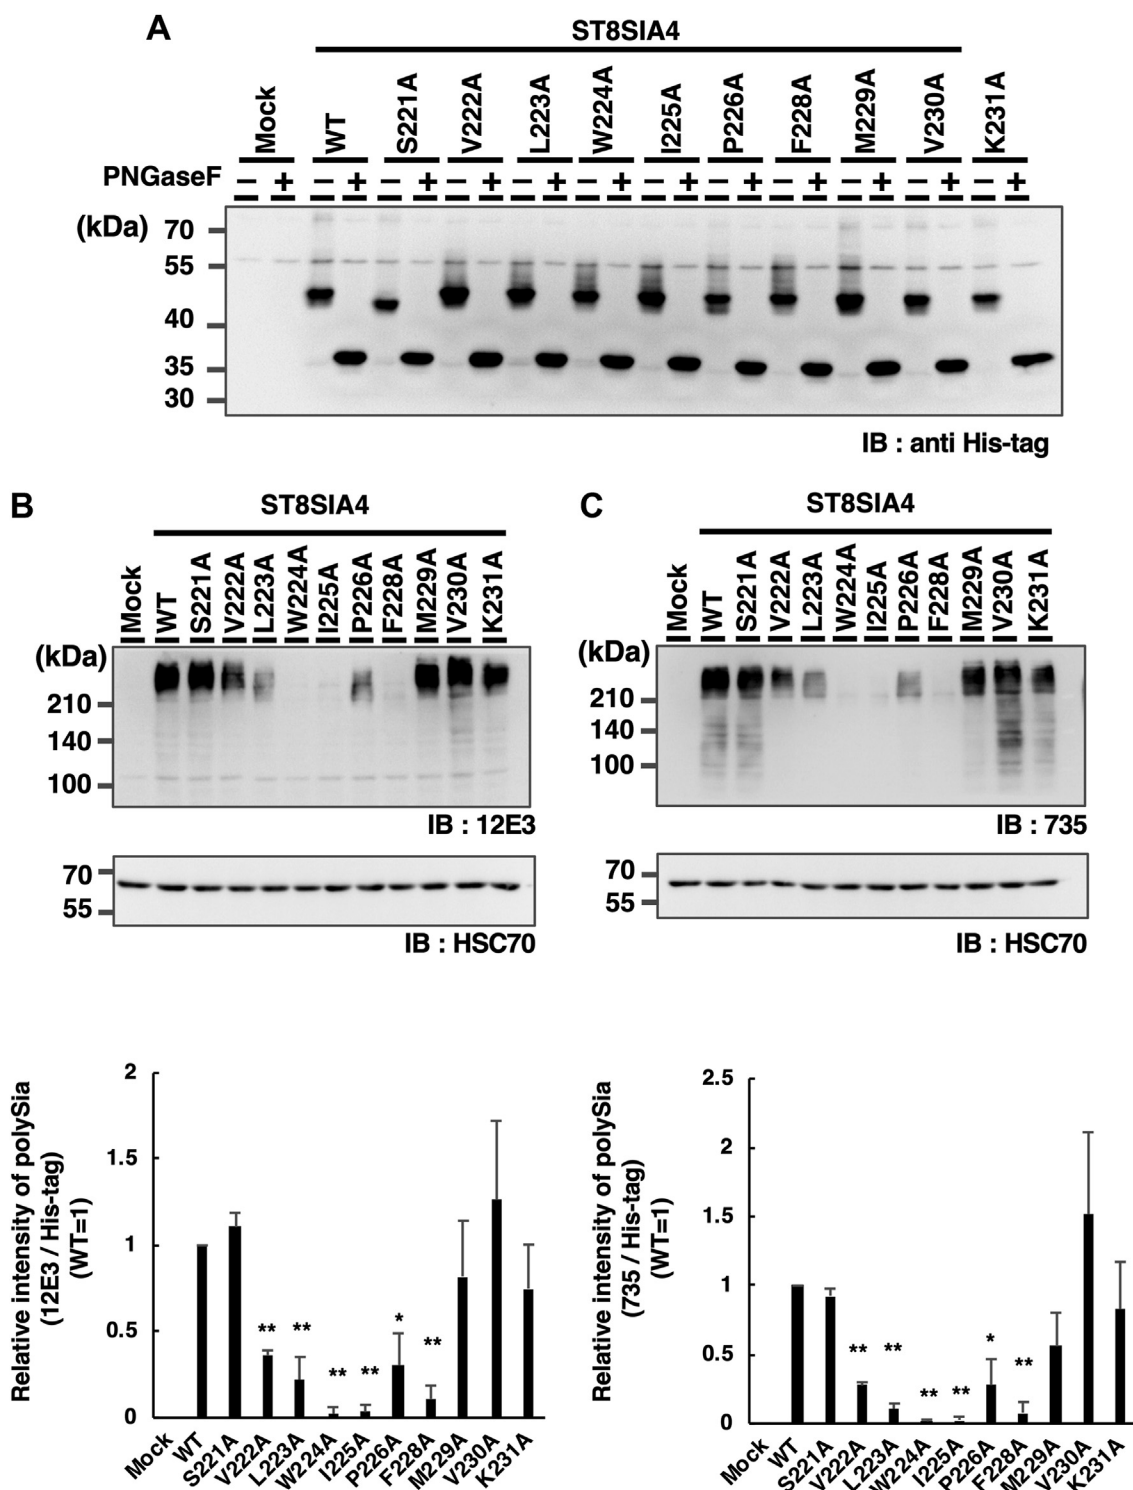 A
ST8SIA4
Mock
WT
S221A
V222A
L223A
W224A
I225A
P226A
F228A
M229A
V230A
K231A
PNGaseF
− + − + − + − + − + − + − + − + − + − + − + − +
(kDa)
70
55
40
35
30
IB : anti His-tag
B
ST8SIA4
Mock
WT
S221A
V222A
L223A
W224A
I225A
P226A
F228A
M229A
V230A
K231A
(kDa)
210
140
100
IB : 12E3
70
55
IB : HSC70
C
ST8SIA4
Mock
WT
S221A
V222A
L223A
W224A
I225A
P226A
F228A
M229A
V230A
K231A
(kDa)
210
140
100
IB : 735
70
55
IB : HSC70
Relative intensity of polySia
(12E3 / His-tag)
(WT=1)
2
1.5
1
0.5
0
** ** ** ** * **
Mock
WT
S221A
V222A
L223A
W224A
I225A
P226A
F228A
M229A
V230A
K231A
Relative intensity of polySia
(735 / His-tag)
(WT=1)
2.5
2
1.5
1
0.5
0
** ** ** ** * **
Mock
WT
S221A
V222A
L223A
W224A
I225A
P226A
F228A
M229A
V230A
K231A